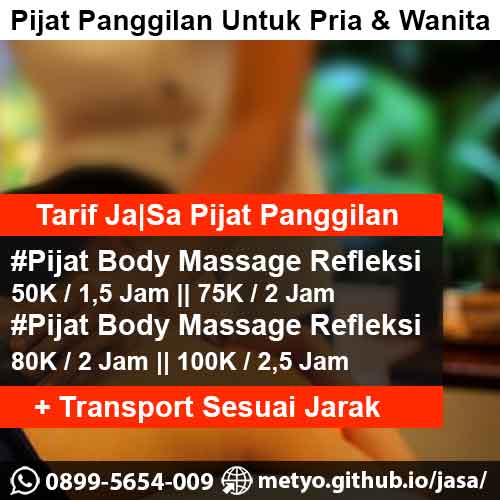 Pijat Panggilan Untuk Pria & Wanita
Tarif Ja|Sa Pijat Panggilan
#Pijat Body Massage Refleksi
50K / 1,5 Jam || 75K / 2 Jam
#Pijat Body Massage Refleksi
80K / 2 Jam || 100K / 2,5 Jam
+ Transport Sesuai Jarak
0899-5654-009 metyo.github.io/jasa/